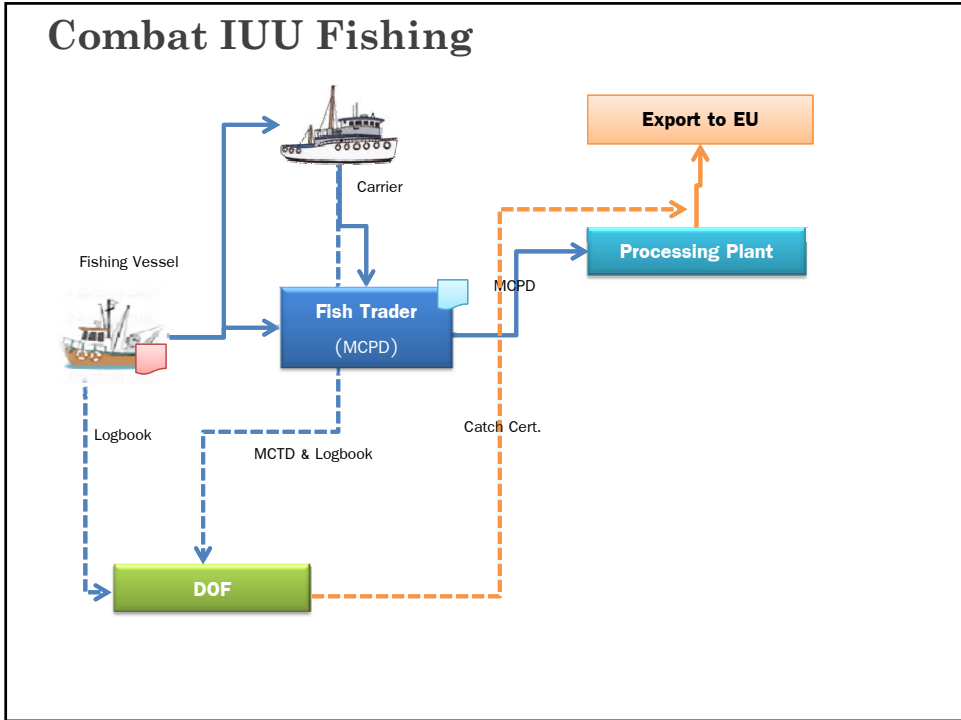 Combat IUU Fishing
Export to EU
Carrier
Processing Plant
Fishing Vessel
MCPD
Fish Trader
(MCPD)
Logbook
MCTD & Logbook
Catch Cert.
DOF